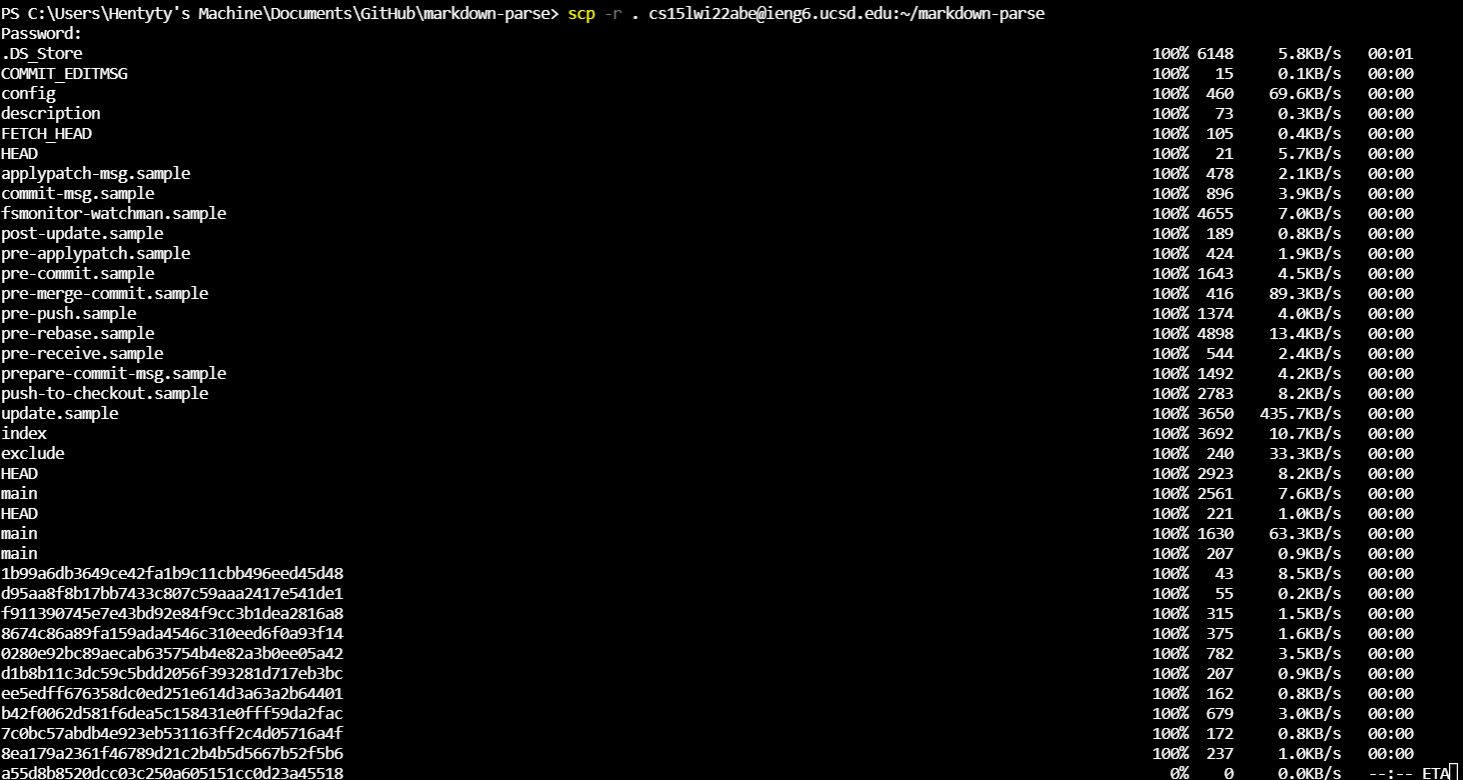 PS C:\Users\Hentyty's Machine\Documents\GitHub\markdown-parse> scp -r . cs15lwi22abe@ieng6.ucsd.edu:~/markdown-parse
Password:
.DS_Store 100% 6148 5.8KB/s 00:01
COMMIT_EDITMSG 100% 15 0.1KB/s 00:00
config 100% 460 69.6KB/s 00:00
description 100% 73 0.3KB/s 00:00
FETCH_HEAD 100% 105 0.4KB/s 00:00
HEAD 100% 21 5.7KB/s 00:00
applypatch-msg.sample 100% 478 2.1KB/s 00:00
commit-msg.sample 100% 896 3.9KB/s 00:00
fsmonitor-watchman.sample 100% 4655 7.0KB/s 00:00
post-update.sample 100% 189 0.8KB/s 00:00
pre-applypatch.sample 100% 424 1.9KB/s 00:00
pre-commit.sample 100% 1643 4.5KB/s 00:00
pre-merge-commit.sample 100% 416 89.3KB/s 00:00
pre-push.sample 100% 1374 4.0KB/s 00:00
pre-rebase.sample 100% 4898 13.4KB/s 00:00
pre-receive.sample 100% 544 2.4KB/s 00:00
prepare-commit-msg.sample 100% 1492 4.2KB/s 00:00
push-to-checkout.sample 100% 2783 8.2KB/s 00:00
update.sample 100% 3650 435.7KB/s 00:00
index 100% 3692 10.7KB/s 00:00
exclude 100% 240 33.3KB/s 00:00
HEAD 100% 2923 8.2KB/s 00:00
main 100% 2561 7.6KB/s 00:00
HEAD 100% 221 1.0KB/s 00:00
main 100% 1630 63.3KB/s 00:00
main 100% 207 0.9KB/s 00:00
1b99a6db3649ce42fa1b9c11cbb496eed45d48 100% 43 8.5KB/s 00:00
d95aa8f8b17bb7433c807c59aaa2417e541de1 100% 55 0.2KB/s 00:00
f911390745e7e43bd92e84f9cc3b1dea2816a8 100% 315 1.5KB/s 00:00
8674c86a89fa159ada4546c310eed6f0a93f14 100% 375 1.6KB/s 00:00
0280e92bc89aecab635754b4e82a3b0ee05a42 100% 782 3.5KB/s 00:00
d1b8b11c3dc59c5bdd2056f393281d717eb3bc 100% 207 0.9KB/s 00:00
ee5edff676358dc0ed251e614d3a63a2b64401 100% 162 0.8KB/s 00:00
b42f0062d581f6dea5c158431e0fff59da2fac 100% 679 3.0KB/s 00:00
7c0bc57abdb4e923eb531163ff2c4d05716a4f 100% 172 0.8KB/s 00:00
8ea179a2361f46789d21c2b4b5d5667b52f5b6 100% 237 1.0KB/s 00:00
a55d8b8520dcc03c250a605151cc0d23a45518 0% 0 0.0KB/s --:-- ETA